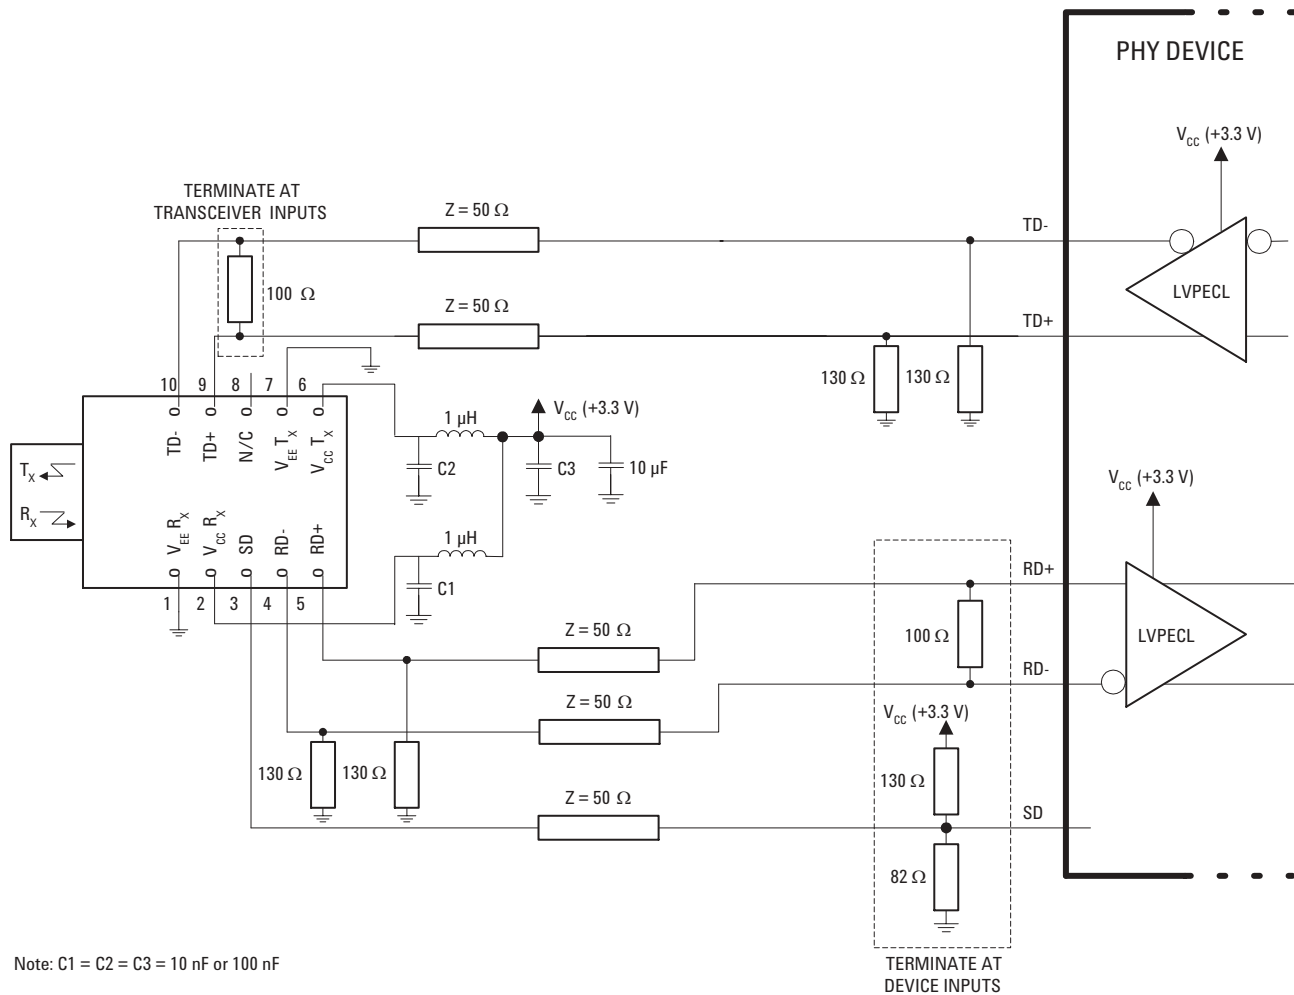 PHY DEVICE
V_CC (+3.3 V)
TERMINATE AT
TRANSCEIVER INPUTS
Z = 50 Ω
TD-
LVPECL
100 Ω
Z = 50 Ω
TD+
130 Ω
130 Ω
10
9
8
7
6
TD-
TD+
N/C
V_EE T_X
V_CC T_X
1 µH
V_CC (+3.3 V)
C2
C3
10 µF
T_X
R_X
V_EE R_X
V_CC R_X
SD
RD-
RD+
1 µH
C1
1
2
3
4
5
V_CC (+3.3 V)
RD+
LVPECL
100 Ω
RD-
Z = 50 Ω
Z = 50 Ω
V_CC (+3.3 V)
130 Ω
130 Ω
130 Ω
Z = 50 Ω
SD
82 Ω
TERMINATE AT
DEVICE INPUTS
Note: C1 = C2 = C3 = 10 nF or 100 nF